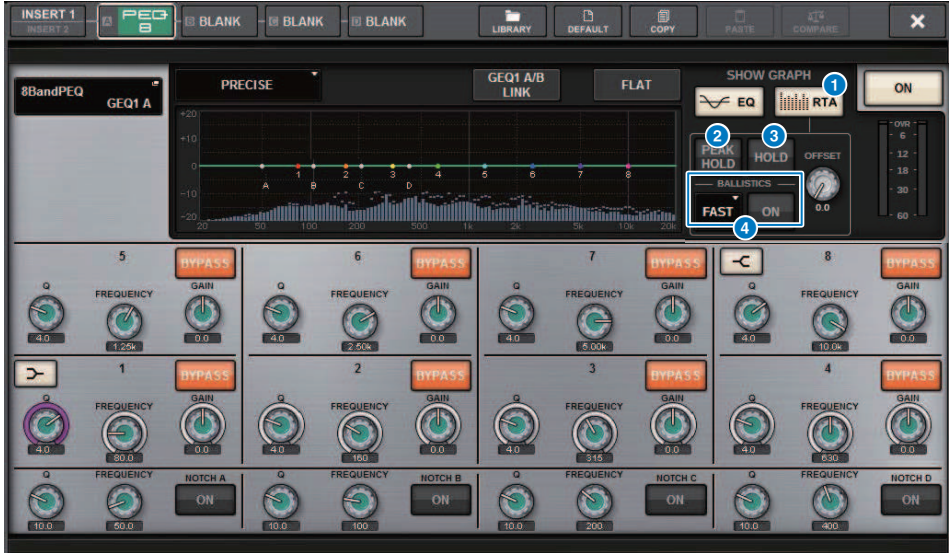 INSERT 1
INSERT 2
A PEQ 8
B BLANK
C BLANK
D BLANK
LIBRARY
DEFAULT
COPY
PASTE
COMPARE
8BandPEQ
GEQ1 A
PRECISE
GEQ1 A/B
LINK
FLAT
SHOW GRAPH
1
EQ
RTA
ON
2
3
PEAK
HOLD
HOLD
OFFSET
0.0
BALLISTICS
FAST
ON
4
OVR
6
12
18
30
60
+20
+10
0
-10
-20
1 2 3 4 5 6 7 8
A B C D
20 50 100 200 500 1k 2k 5k 10k 20k
5 BYPASS
Q FREQUENCY GAIN
4.0 1.25k 0.0
6 BYPASS
Q FREQUENCY GAIN
4.0 2.50k 0.0
7 BYPASS
Q FREQUENCY GAIN
4.0 5.00k 0.0
8 BYPASS
Q FREQUENCY GAIN
4.0 10.0k 0.0
1 BYPASS
Q FREQUENCY GAIN
4.0 80.0 0.0
2 BYPASS
Q FREQUENCY GAIN
4.0 160 0.0
3 BYPASS
Q FREQUENCY GAIN
4.0 315 0.0
4 BYPASS
Q FREQUENCY GAIN
4.0 630 0.0
Q FREQUENCY NOTCH A
ON
10.0 50.0
Q FREQUENCY NOTCH B
ON
10.0 100
Q FREQUENCY NOTCH C
ON
10.0 200
Q FREQUENCY NOTCH D
ON
10.0 400